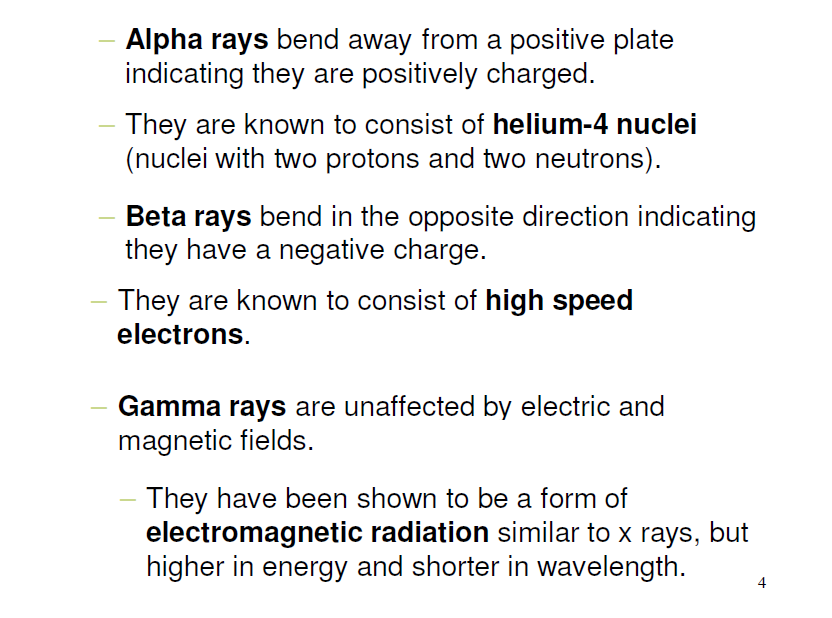 – Alpha rays bend away from a positive plate
indicating they are positively charged.
– They are known to consist of helium-4 nuclei
(nuclei with two protons and two neutrons).
– Beta rays bend in the opposite direction indicating
they have a negative charge.
– They are known to consist of high speed
electrons.
– Gamma rays are unaffected by electric and
magnetic fields.
– They have been shown to be a form of
electromagnetic radiation similar to x rays, but
higher in energy and shorter in wavelength.
4